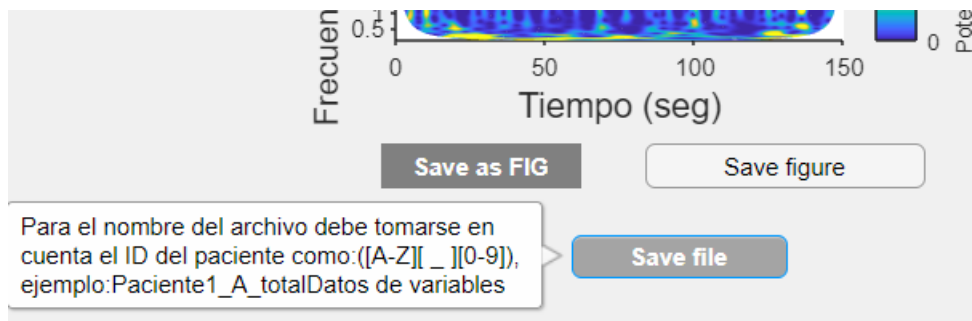 0.5
0
Frecuen
Pote
0 50 100 150
Tiempo (seg)
Save as FIG Save figure
Para el nombre del archivo debe tomarse en
cuenta el ID del paciente como:([A-Z][ _ ][0-9]),
ejemplo:Paciente1_A_totalDatos de variables
Save file